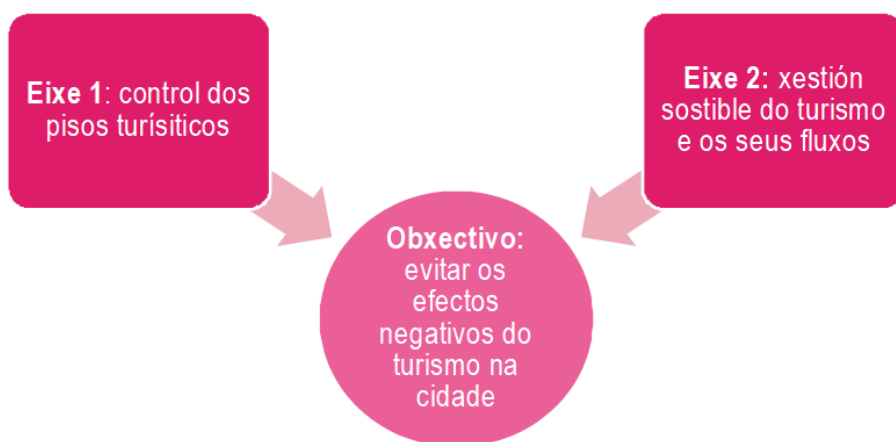 Eixe 1: control dos
pisos turísiticos
Eixe 2: xestión
sostible do turismo
e os seus fluxos
Obxectivo:
evitar os
efectos
negativos do
turismo na
cidade